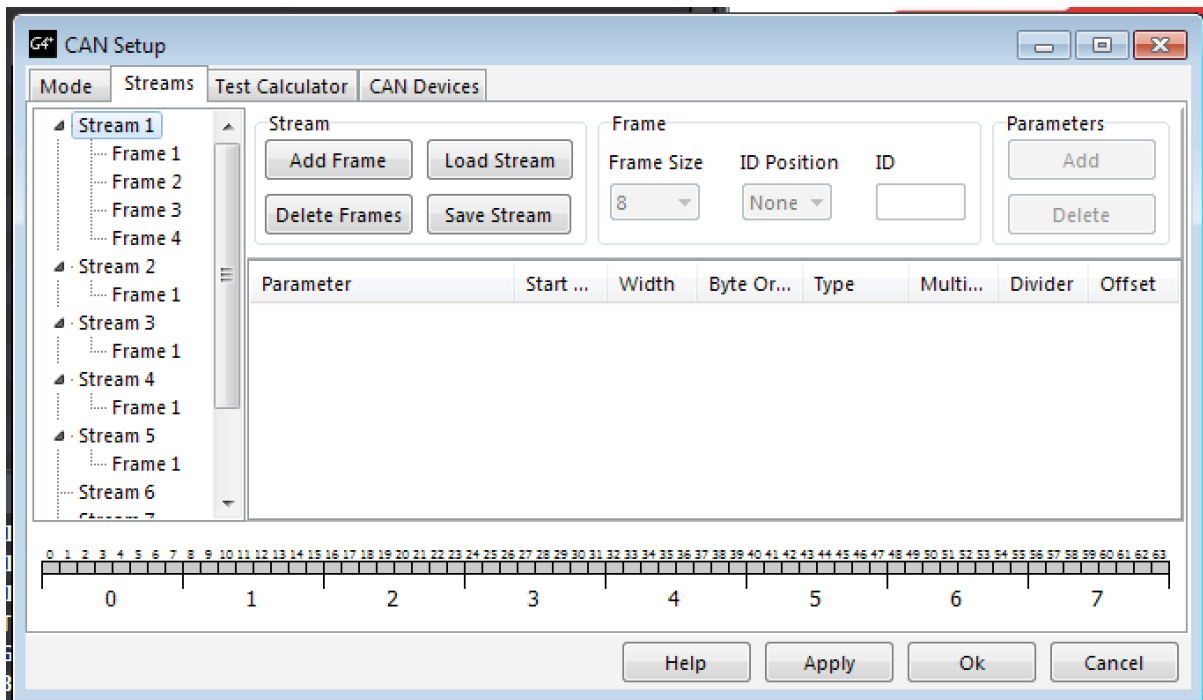 G4+ CAN Setup
Mode Streams Test Calculator CAN Devices
Stream 1
Frame 1
Frame 2
Frame 3
Frame 4
Stream 2
Frame 1
Stream 3
Frame 1
Stream 4
Frame 1
Stream 5
Frame 1
Stream 6
Stream 7
Stream
Add Frame Load Stream
Delete Frames Save Stream
Frame
Frame Size ID Position ID
8 None
Parameters
Add
Delete
Parameter Start ... Width Byte Or... Type Multi... Divider Offset
0 1 2 3 4 5 6 7 8 9 10 11 12 13 14 15 16 17 18 19 20 21 22 23 24 25 26 27 28 29 30 31 32 33 34 35 36 37 38 39 40 41 42 43 44 45 46 47 48 49 50 51 52 53 54 55 56 57 58 59 60 61 62 63
0 1 2 3 4 5 6 7
Help Apply Ok Cancel